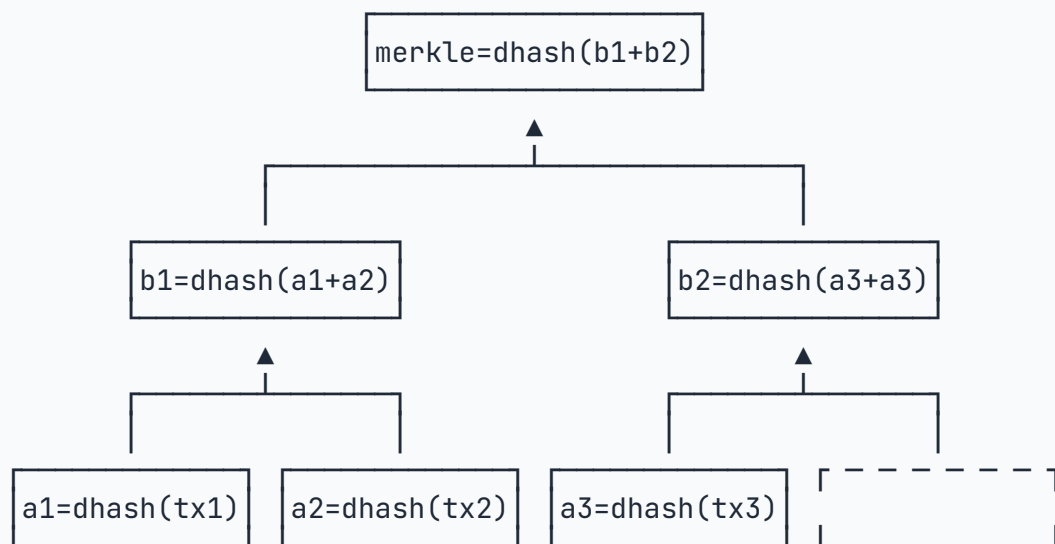 merkle=dhash(b1+b2)
b1=dhash(a1+a2)
b2=dhash(a3+a3)
a1=dhash(tx1)
a2=dhash(tx2)
a3=dhash(tx3)